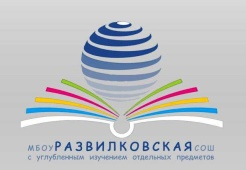 МБОУ РАЗВИЛКОВСКАЯ СОШ
с углубленным изучением отдельных предметов